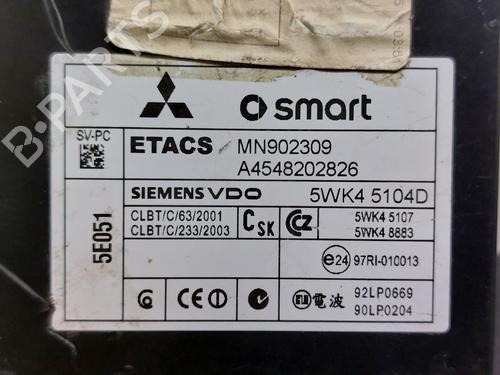 smart
SV-PC
ETACS MN902309
A4548202826
SIEMENS VDO 5WK4 5104D
5E051
CLBT/C/63/2001
CLBT/C/233/2003
CSK
CCZ
5WK4 5107
5WK4 8883
e24 97RI-010013
CE
電波
92LP0669
90LP0204
B-PARTS